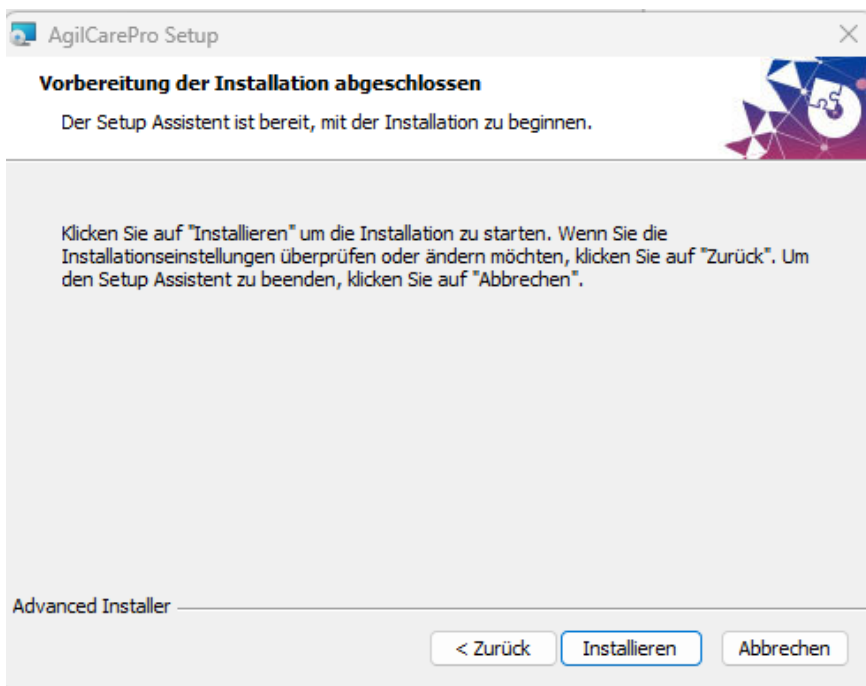 AgilCarePro Setup
Vorbereitung der Installation abgeschlossen
Der Setup Assistent ist bereit, mit der Installation zu beginnen.
Klicken Sie auf "Installieren" um die Installation zu starten. Wenn Sie die
Installationseinstellungen überprüfen oder ändern möchten, klicken Sie auf "Zurück". Um
den Setup Assistent zu beenden, klicken Sie auf "Abbrechen".
Advanced Installer
< Zurück
Installieren
Abbrechen